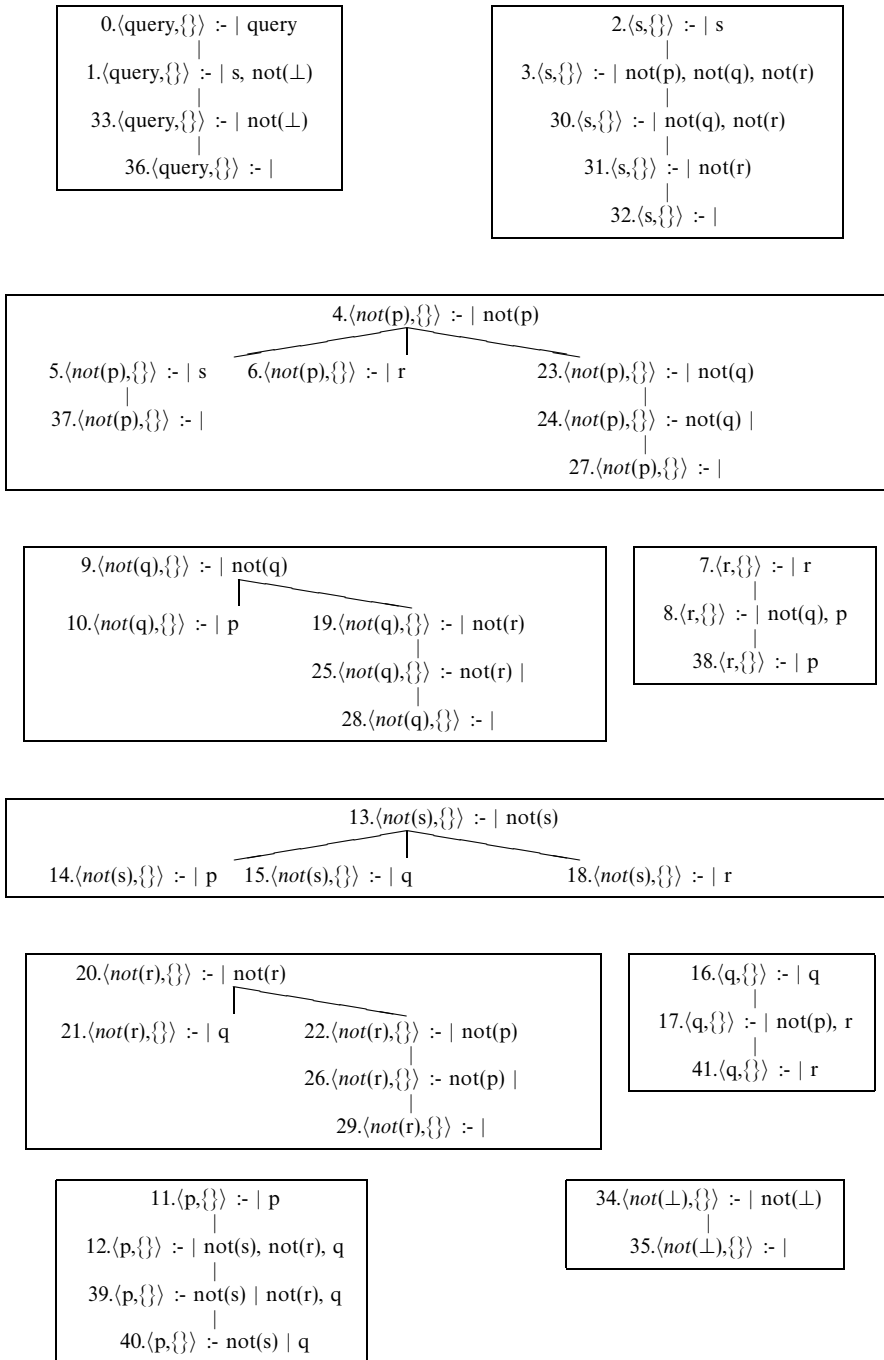 0.⟨query,{}⟩ :- | query
1.⟨query,{}⟩ :- | s, not(⊥)
33.⟨query,{}⟩ :- | not(⊥)
36.⟨query,{}⟩ :- |
2.⟨s,{}⟩ :- | s
3.⟨s,{}⟩ :- | not(p), not(q), not(r)
30.⟨s,{}⟩ :- | not(q), not(r)
31.⟨s,{}⟩ :- | not(r)
32.⟨s,{}⟩ :- |
4.⟨not(p),{}⟩ :- | not(p)
5.⟨not(p),{}⟩ :- | s 6.⟨not(p),{}⟩ :- | r 23.⟨not(p),{}⟩ :- | not(q)
37.⟨not(p),{}⟩ :- | 24.⟨not(p),{}⟩ :- not(q) |
27.⟨not(p),{}⟩ :- |
9.⟨not(q),{}⟩ :- | not(q)
10.⟨not(q),{}⟩ :- | p 19.⟨not(q),{}⟩ :- | not(r)
25.⟨not(q),{}⟩ :- not(r) |
28.⟨not(q),{}⟩ :- |
7.⟨r,{}⟩ :- | r
8.⟨r,{}⟩ :- | not(q), p
38.⟨r,{}⟩ :- | p
13.⟨not(s),{}⟩ :- | not(s)
14.⟨not(s),{}⟩ :- | p 15.⟨not(s),{}⟩ :- | q 18.⟨not(s),{}⟩ :- | r
20.⟨not(r),{}⟩ :- | not(r)
21.⟨not(r),{}⟩ :- | q 22.⟨not(r),{}⟩ :- | not(p)
26.⟨not(r),{}⟩ :- not(p) |
29.⟨not(r),{}⟩ :- |
16.⟨q,{}⟩ :- | q
17.⟨q,{}⟩ :- | not(p), r
41.⟨q,{}⟩ :- | r
11.⟨p,{}⟩ :- | p
12.⟨p,{}⟩ :- | not(s), not(r), q
39.⟨p,{}⟩ :- not(s) | not(r), q
40.⟨p,{}⟩ :- not(s) | q
34.⟨not(⊥),{}⟩ :- | not(⊥)
35.⟨not(⊥),{}⟩ :- |